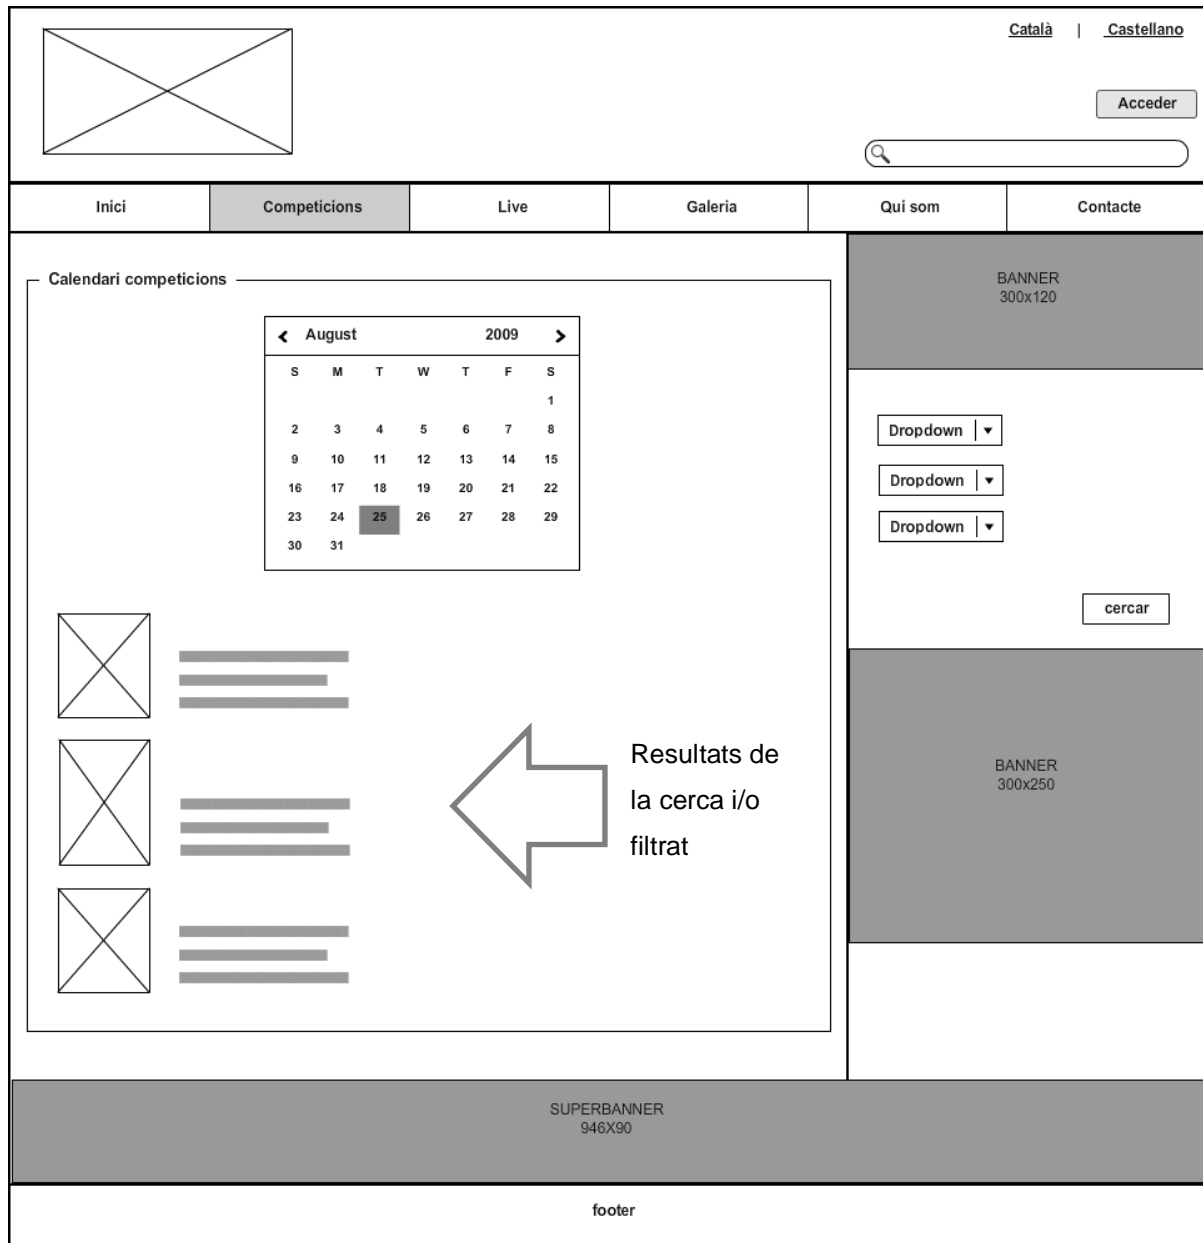 Català | Castellano
Acceder
Inici Competicions Live Galeria Qui som Contacte
Calendari competicions
August 2009
S M T W T F S
1
2 3 4 5 6 7 8
9 10 11 12 13 14 15
16 17 18 19 20 21 22
23 24 25 26 27 28 29
30 31
Resultats de
la cerca i/o
filtrat
BANNER
300x120
Dropdown
Dropdown
Dropdown
cercar
BANNER
300x250
SUPERBANNER
946X90
footer